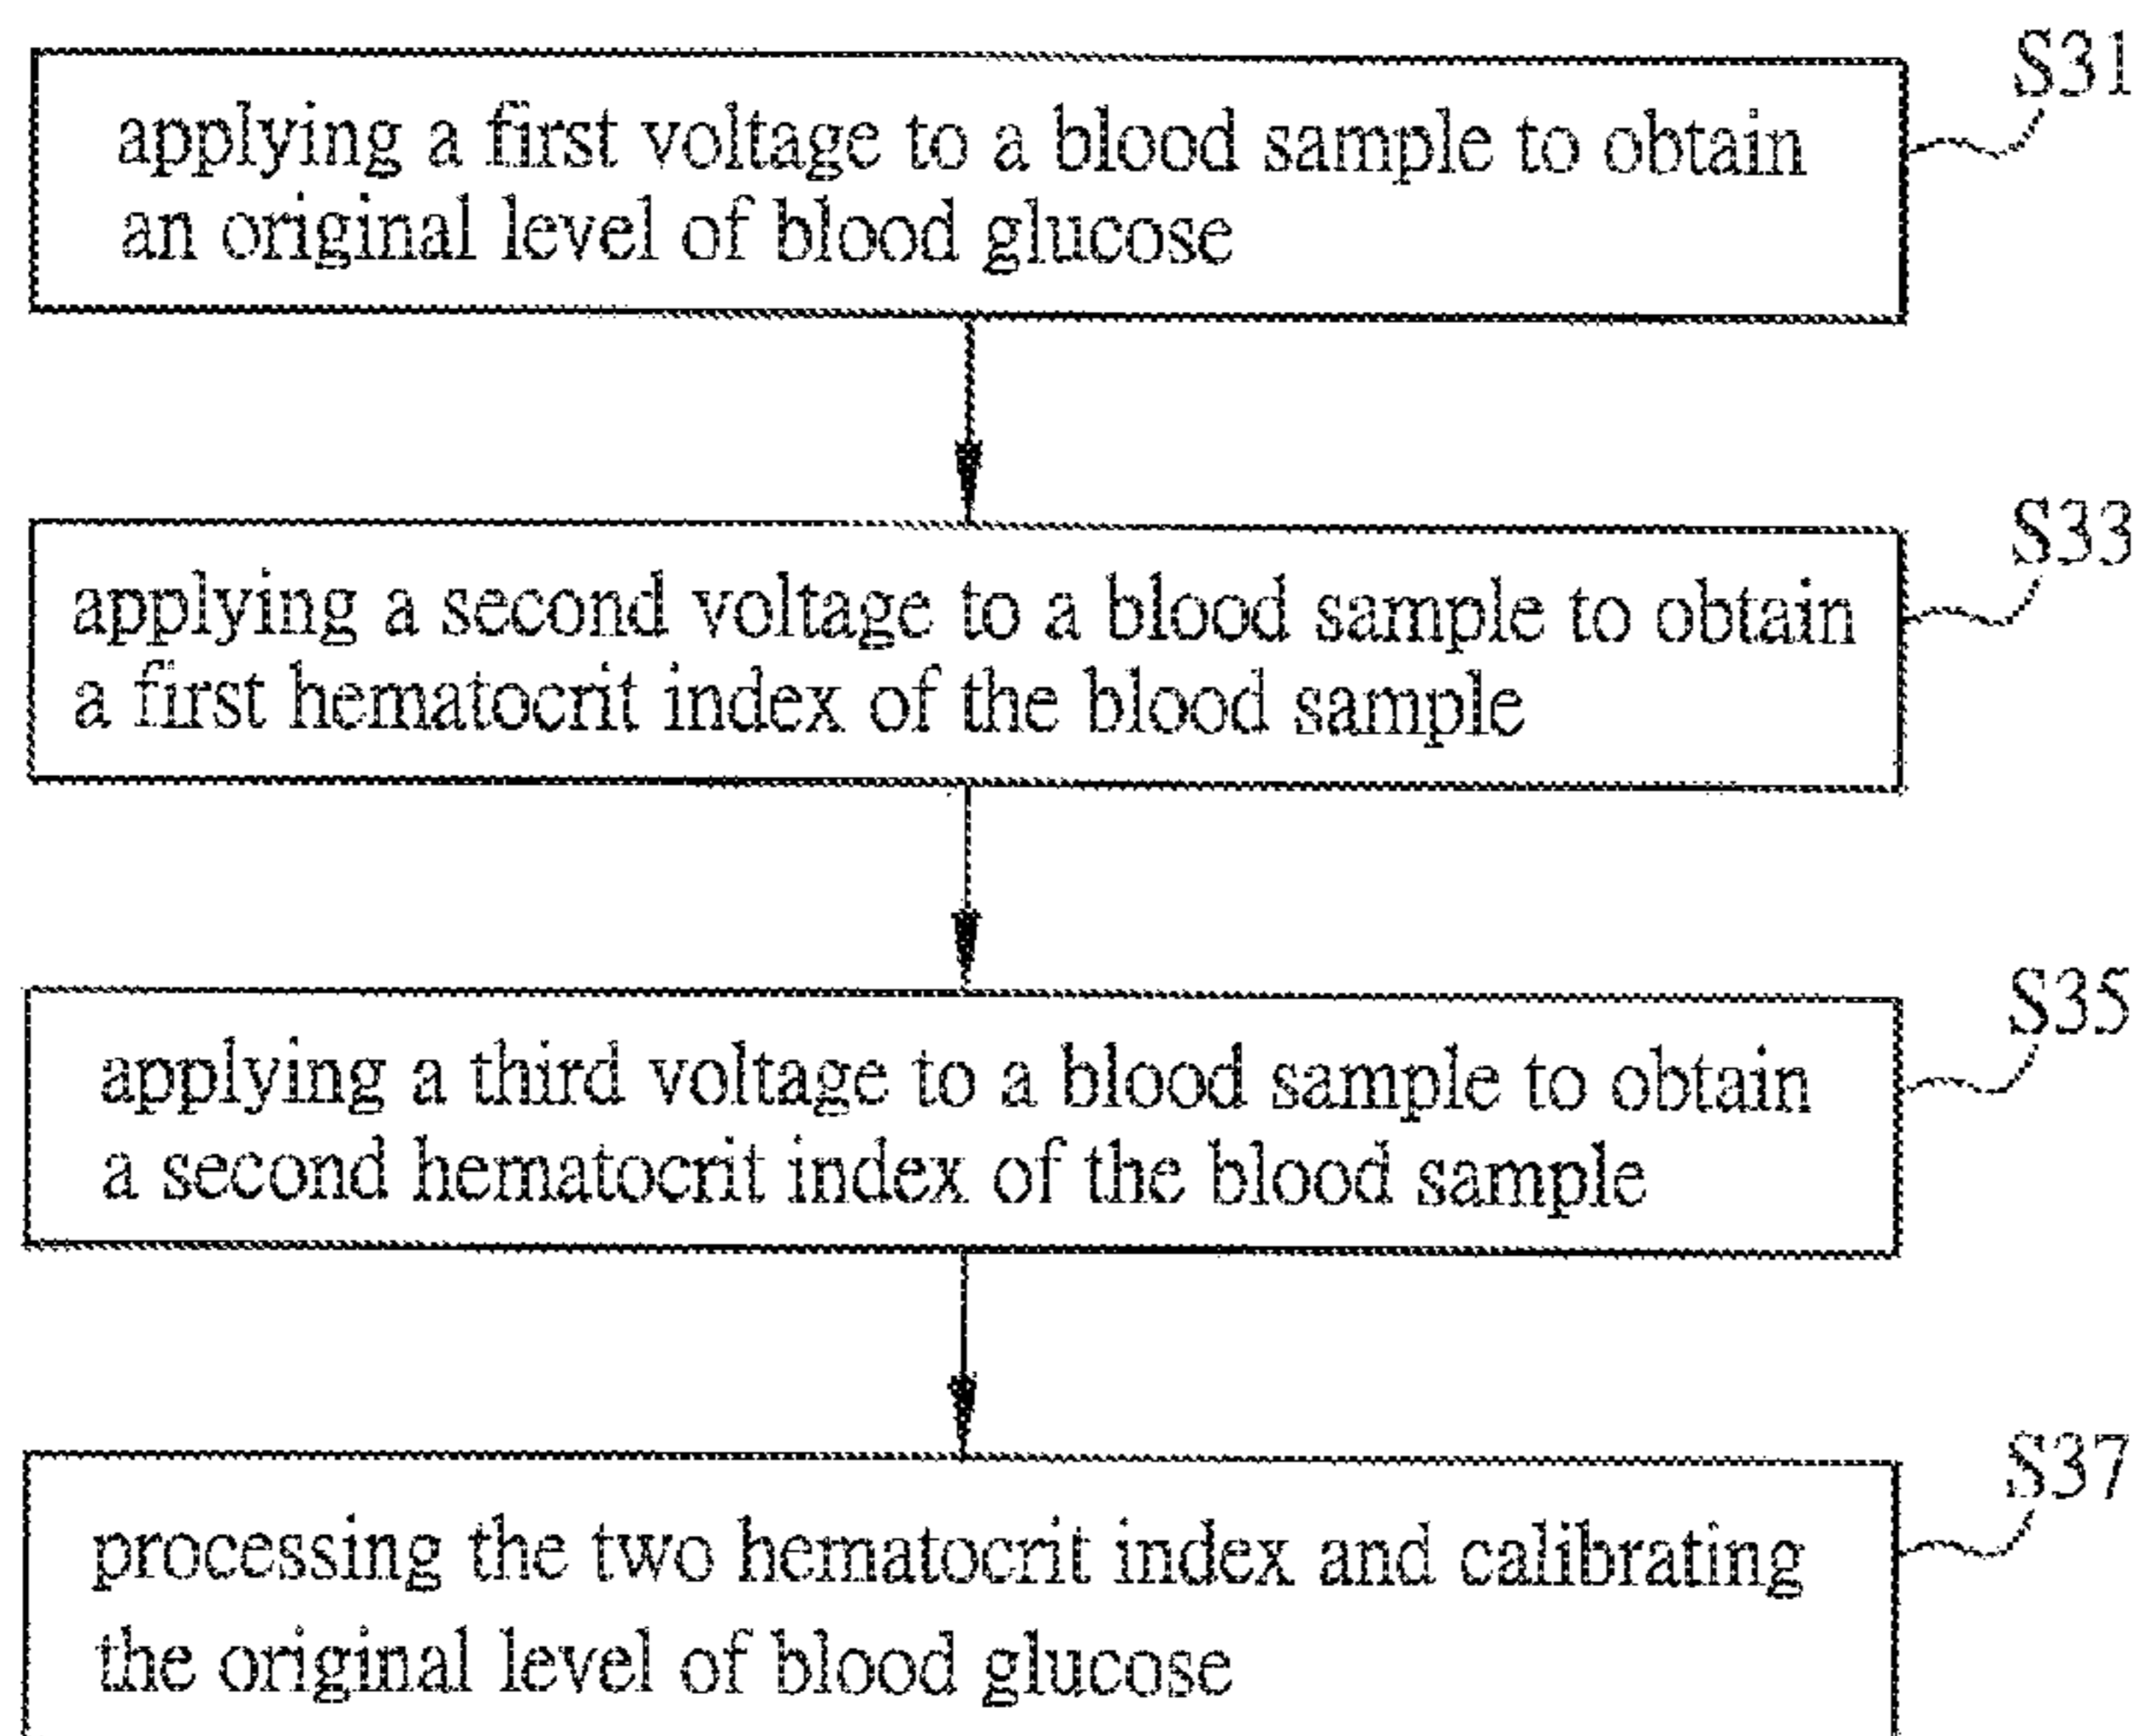 S31
applying a first voltage to a blood sample to obtain
an original level of blood glucose
S33
applying a second voltage to a blood sample to obtain
a first hematocrit index of the blood sample
S35
applying a third voltage to a blood sample to obtain
a second hematocrit index of the blood sample
S37
processing the two hematocrit index and calibrating
the original level of blood glucose